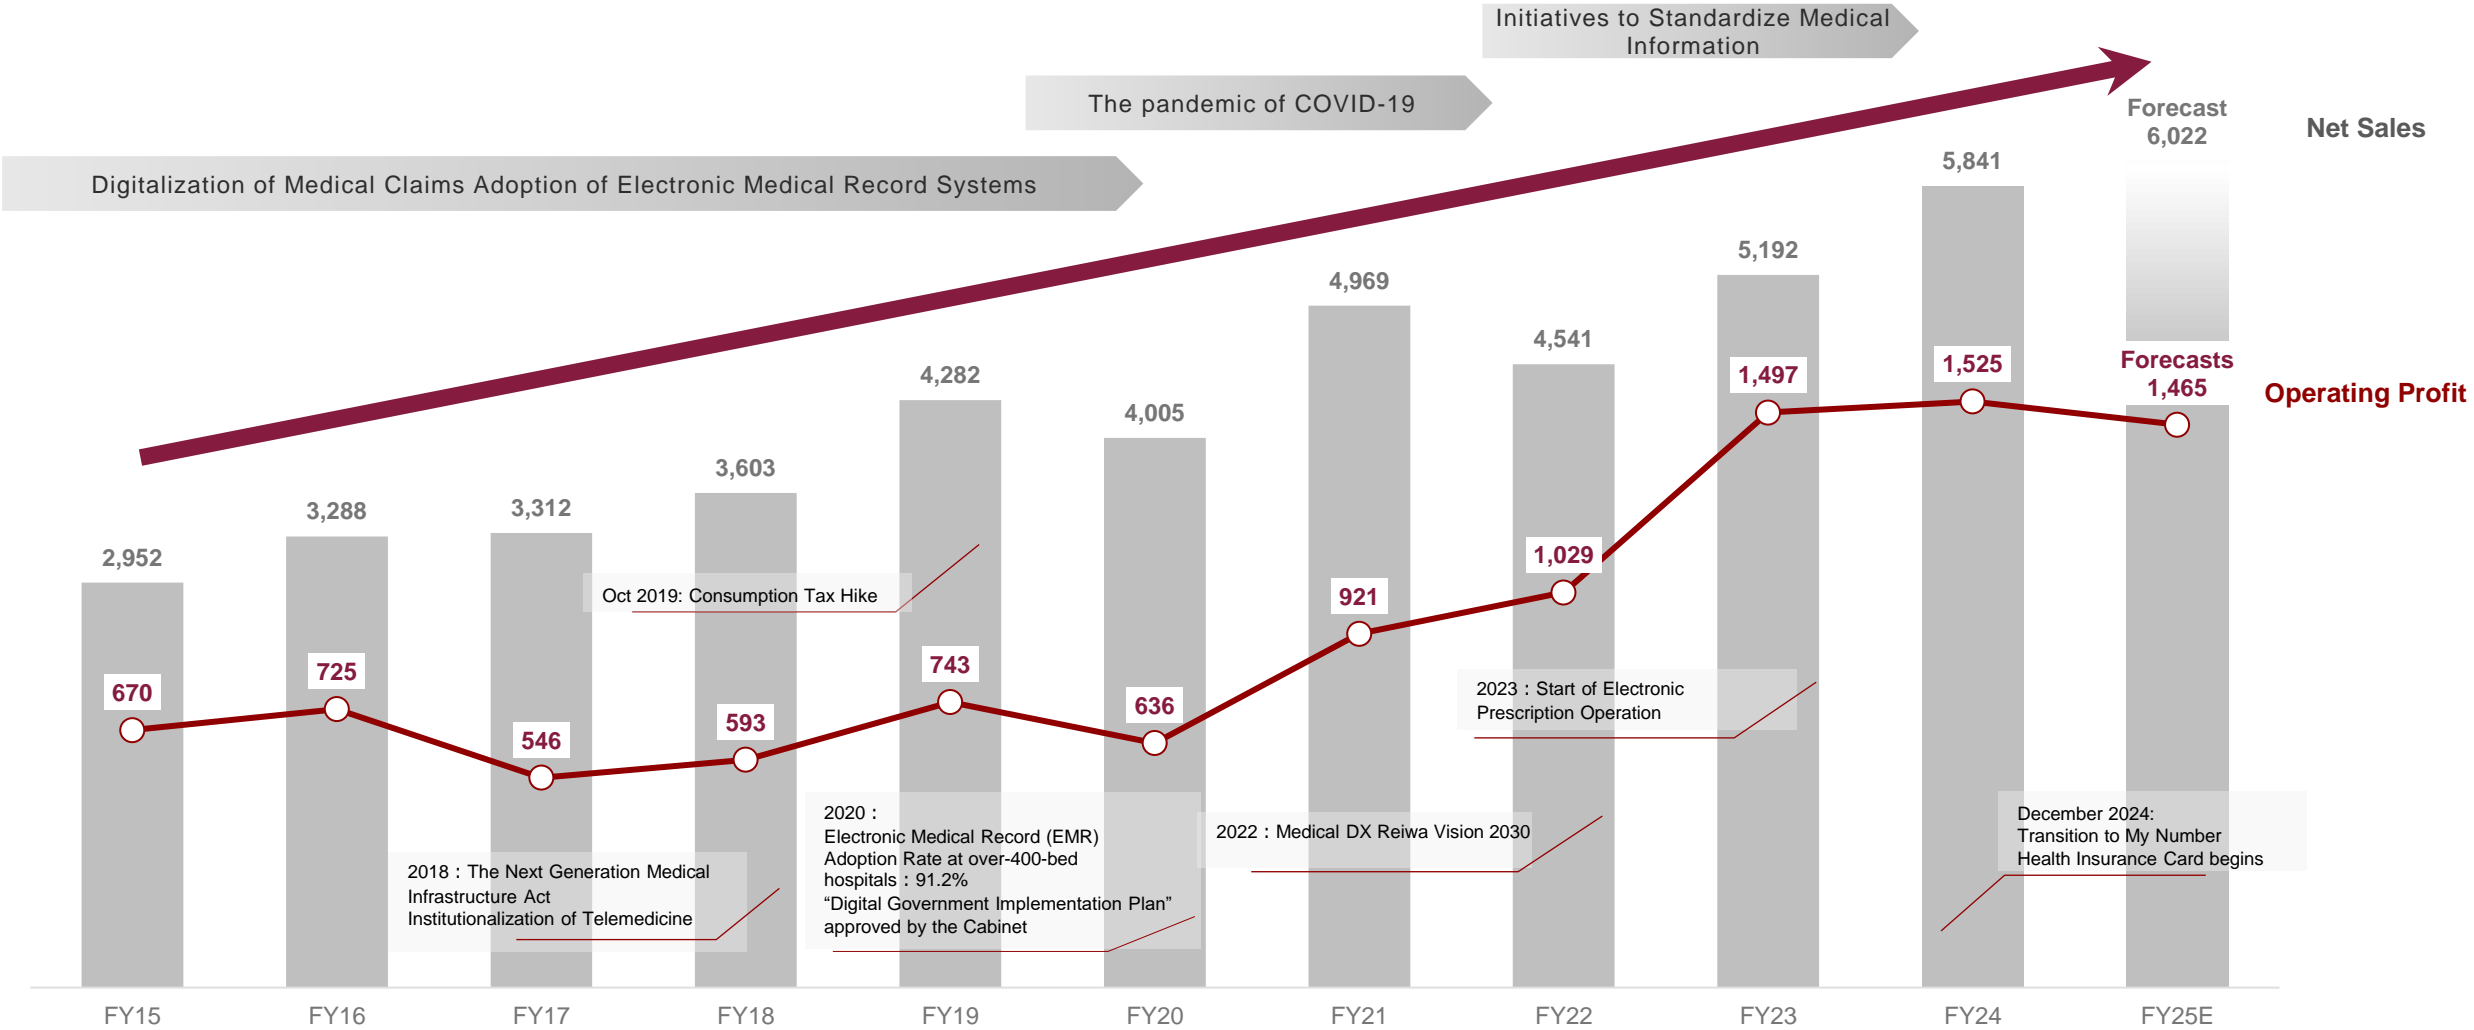 Initiatives to Standardize Medical
Information
The pandemic of COVID-19
Digitalization of Medical Claims Adoption of Electronic Medical Record Systems
Forecast
6,022
Net Sales
5,841
5,192
4,969
4,541
4,282
4,005
3,603
3,312
3,288
2,952
Forecasts
1,465
Operating Profit
1,525
1,497
1,029
921
636
743
593
546
725
670
Oct 2019: Consumption Tax Hike
2023：Start of Electronic
Prescription Operation
2018：The Next Generation Medical
Infrastructure Act
Institutionalization of Telemedicine
2020：
Electronic Medical Record (EMR)
Adoption Rate at over-400-bed
hospitals：91.2%
“Digital Government Implementation Plan”
approved by the Cabinet
2022：Medical DX Reiwa Vision 2030
December 2024:
Transition to My Number
Health Insurance Card begins
FY15
FY16
FY17
FY18
FY19
FY20
FY21
FY22
FY23
FY24
FY25E